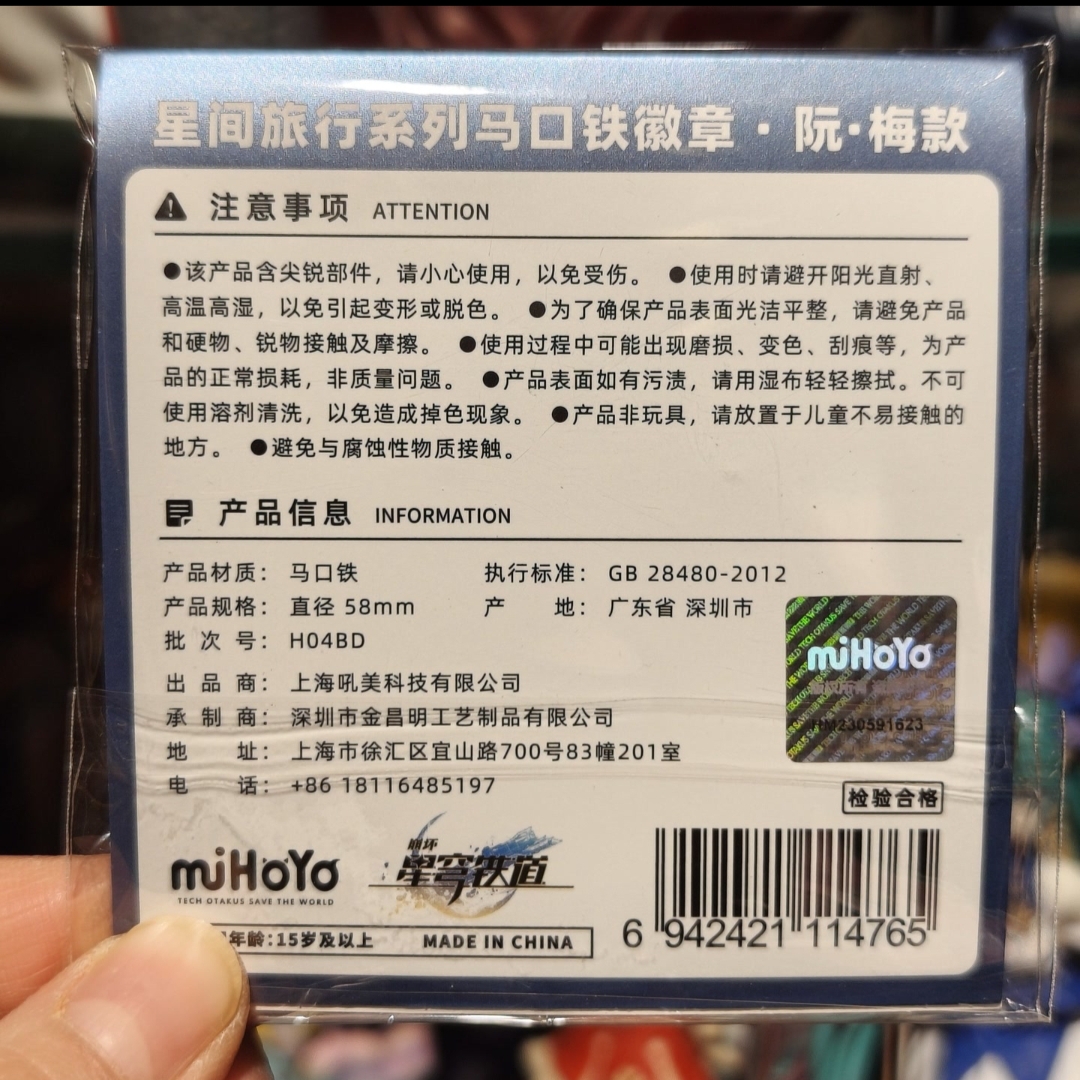 星间旅行系列马口铁徽章·阮·梅款
注意事项 ATTENTION
●该产品含尖锐部件，请小心使用，以免受伤。 ●使用时请避开阳光直射、
高温高湿，以免引起变形或脱色。 ●为了确保产品表面光洁平整，请避免产品
和硬物、锐物接触及摩擦。 ●使用过程中可能出现磨损、变色、刮痕等，为产
品的正常损耗，非质量问题。 ●产品表面如有污渍，请用湿布轻轻擦拭。不可
使用溶剂清洗，以免造成掉色现象。 ●产品非玩具，请放置于儿童不易接触的
地方。 ●避免与腐蚀性物质接触。
产品信息 INFORMATION
产品材质： 马口铁 执行标准： GB 28480-2012
产品规格： 直径 58mm 产 地： 广东省 深圳市
批次号： H04BD
出品商： 上海吼美科技有限公司
承制商： 深圳市金昌明工艺制品有限公司
地 址： 上海市徐汇区宜山路700号83幢201室
电 话： +86 18116485197
miHoYo
HM230591623
检验合格
miHoYo
TECH OTAKUS SAVE THE WORLD
崩坏
星穹铁道
年龄:15岁及以上 MADE IN CHINA
6 942421 114765